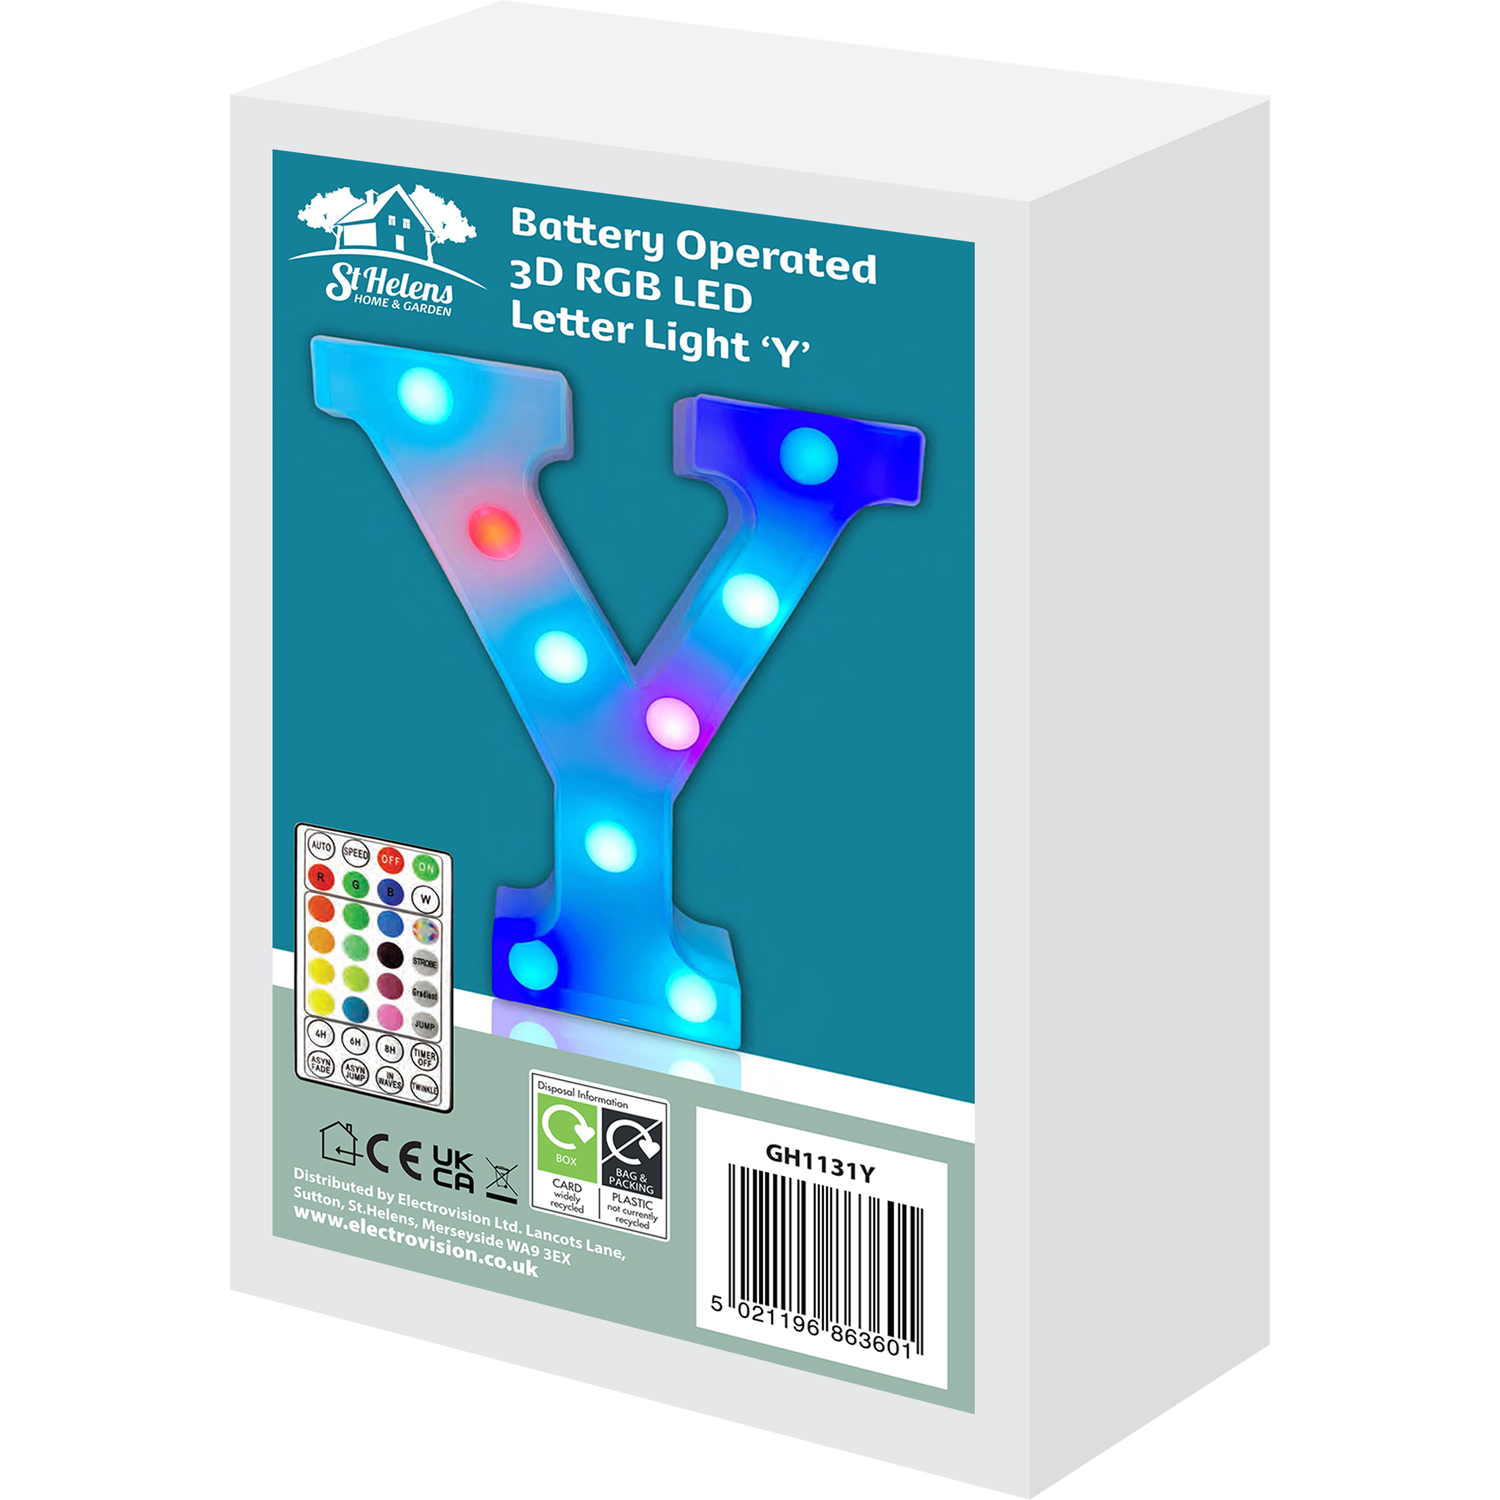 St Helens
HOME & GARDEN
Battery Operated
3D RGB LED
Letter Light ‘Y’
AUTO SPEED OFF ON
R G B W
STROBE
Gradient
JUMP
4H 6H 8H TIMER OFF
ASYN FADE ASYN JUMP IN WAVES TWINKLE
CE UK CA
Disposal Information
BOX
CARD
widely
recycled
BAG &
PACKING
PLASTIC
not currently
recycled
Distributed by Electrovision Ltd. Lancots Lane,
Sutton, St.Helens, Merseyside WA9 3EX
www.electrovision.co.uk
GH1131Y
5 021196 863601